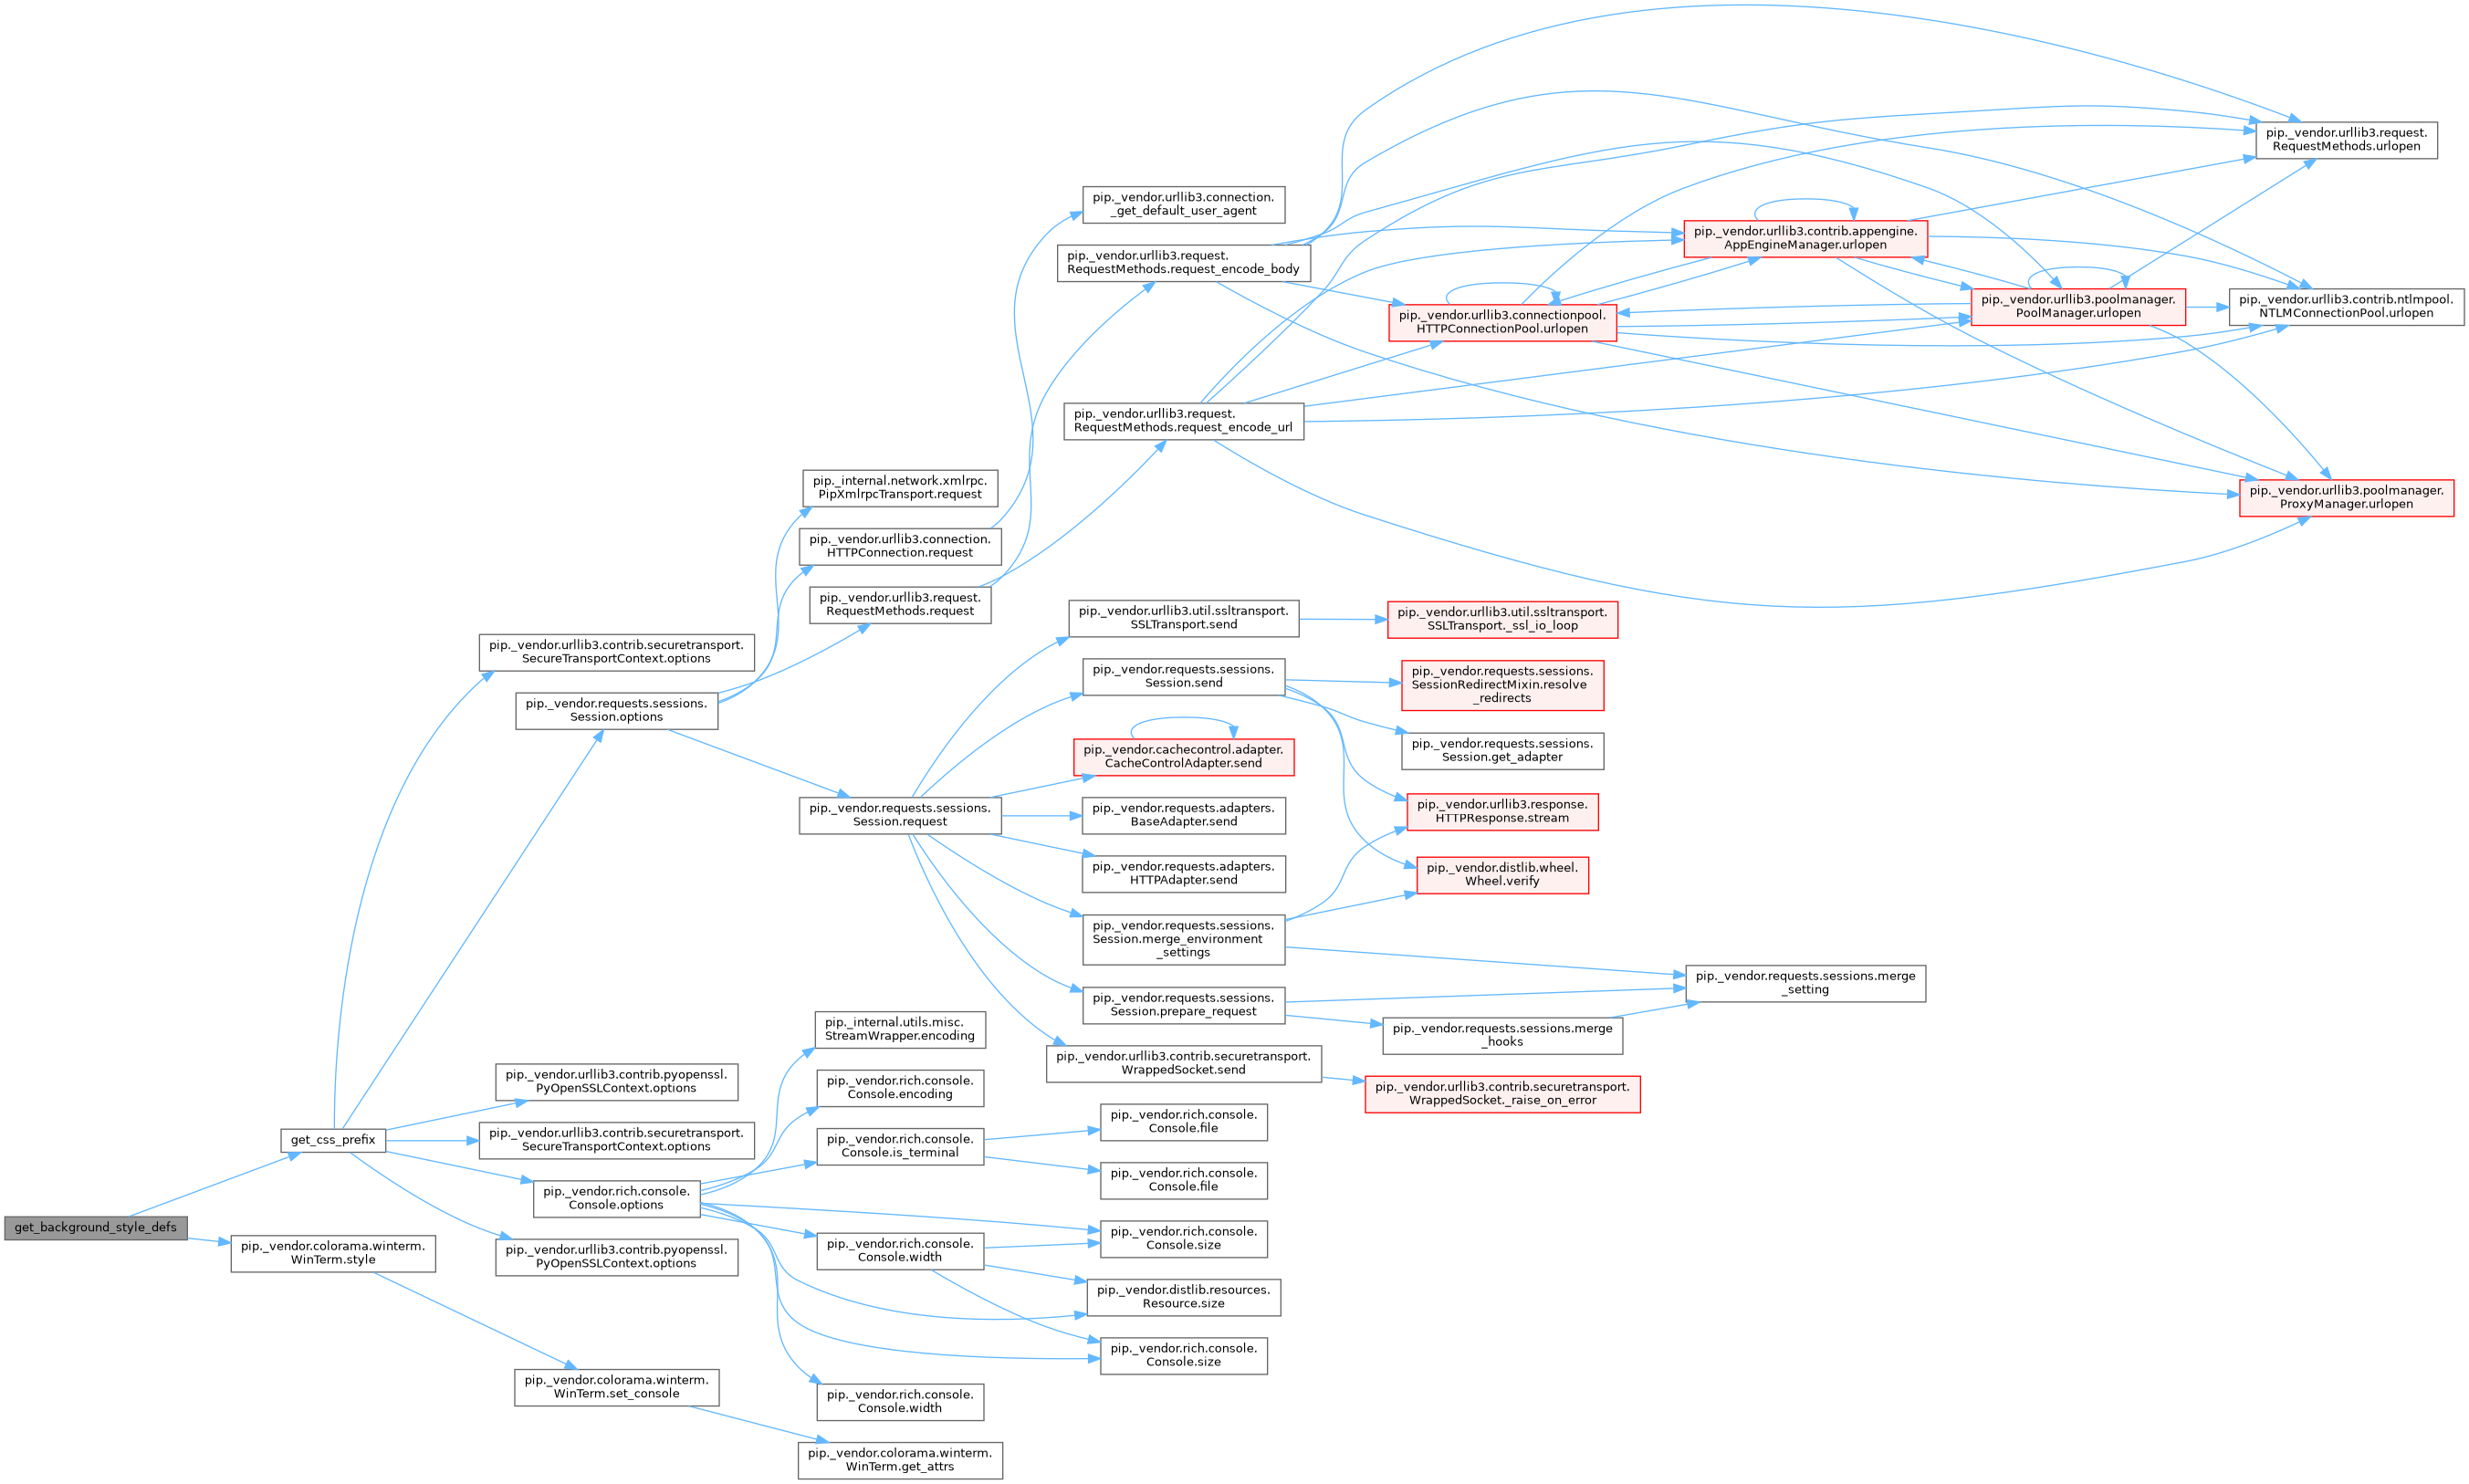 get_background_style_defs
get_css_prefix
pip._vendor.colorama.winterm.
WinTerm.style
pip._vendor.urllib3.contrib.securetransport.
SecureTransportContext.options
pip._vendor.requests.sessions.
Session.options
pip._vendor.urllib3.contrib.pyopenssl.
PyOpenSSLContext.options
pip._vendor.urllib3.contrib.securetransport.
SecureTransportContext.options
pip._vendor.rich.console.
Console.options
pip._vendor.urllib3.contrib.pyopenssl.
PyOpenSSLContext.options
pip._vendor.colorama.winterm.
WinTerm.set_console
pip._internal.network.xmlrpc.
PipXmlrpcTransport.request
pip._vendor.urllib3.connection.
HTTPConnection.request
pip._vendor.urllib3.request.
RequestMethods.request
pip._vendor.requests.sessions.
Session.request
pip._internal.utils.misc.
StreamWrapper.encoding
pip._vendor.rich.console.
Console.encoding
pip._vendor.rich.console.
Console.is_terminal
pip._vendor.rich.console.
Console.width
pip._vendor.rich.console.
Console.width
pip._vendor.colorama.winterm.
WinTerm.get_attrs
pip._vendor.urllib3.connection.
_get_default_user_agent
pip._vendor.urllib3.request.
RequestMethods.request_encode_body
pip._vendor.urllib3.request.
RequestMethods.request_encode_url
pip._vendor.urllib3.util.ssltransport.
SSLTransport.send
pip._vendor.requests.sessions.
Session.send
pip._vendor.cachecontrol.adapter.
CacheControlAdapter.send
pip._vendor.requests.adapters.
BaseAdapter.send
pip._vendor.requests.adapters.
HTTPAdapter.send
pip._vendor.requests.sessions.
Session.merge_environment
_settings
pip._vendor.requests.sessions.
Session.prepare_request
pip._vendor.urllib3.contrib.securetransport.
WrappedSocket.send
pip._vendor.rich.console.
Console.file
pip._vendor.rich.console.
Console.file
pip._vendor.rich.console.
Console.size
pip._vendor.distlib.resources.
Resource.size
pip._vendor.rich.console.
Console.size
pip._vendor.urllib3.connectionpool.
HTTPConnectionPool.urlopen
pip._vendor.urllib3.util.ssltransport.
SSLTransport._ssl_io_loop
pip._vendor.requests.sessions.
SessionRedirectMixin.resolve
_redirects
pip._vendor.requests.sessions.
Session.get_adapter
pip._vendor.urllib3.response.
HTTPResponse.stream
pip._vendor.distlib.wheel.
Wheel.verify
pip._vendor.requests.sessions.merge
_hooks
pip._vendor.urllib3.contrib.securetransport.
WrappedSocket._raise_on_error
pip._vendor.urllib3.contrib.appengine.
AppEngineManager.urlopen
pip._vendor.requests.sessions.merge
_setting
pip._vendor.urllib3.poolmanager.
PoolManager.urlopen
pip._vendor.urllib3.request.
RequestMethods.urlopen
pip._vendor.urllib3.contrib.ntlmpool.
NTLMConnectionPool.urlopen
pip._vendor.urllib3.poolmanager.
ProxyManager.urlopen